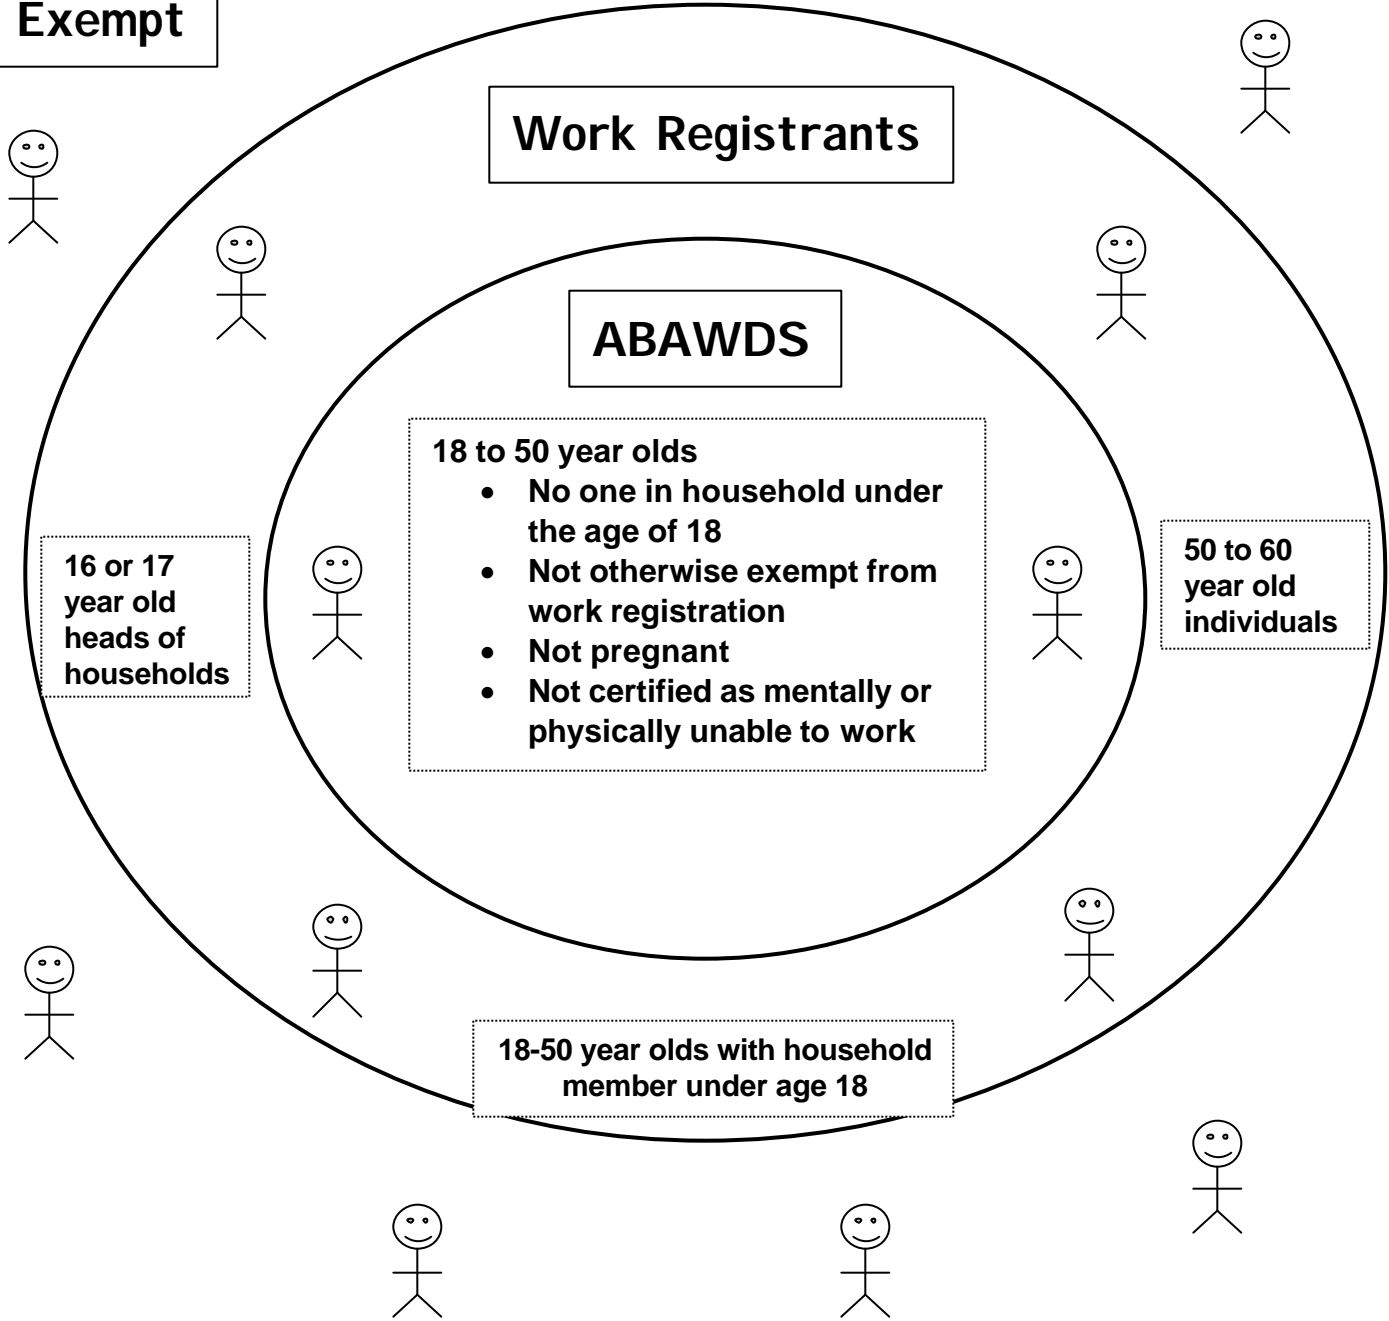 Exempt
Work Registrants
ABAWDS
18 to 50 year olds
• No one in household under
the age of 18
• Not otherwise exempt from
work registration
• Not pregnant
• Not certified as mentally or
physically unable to work
16 or 17
year old
heads of
households
50 to 60
year old
individuals
18-50 year olds with household
member under age 18